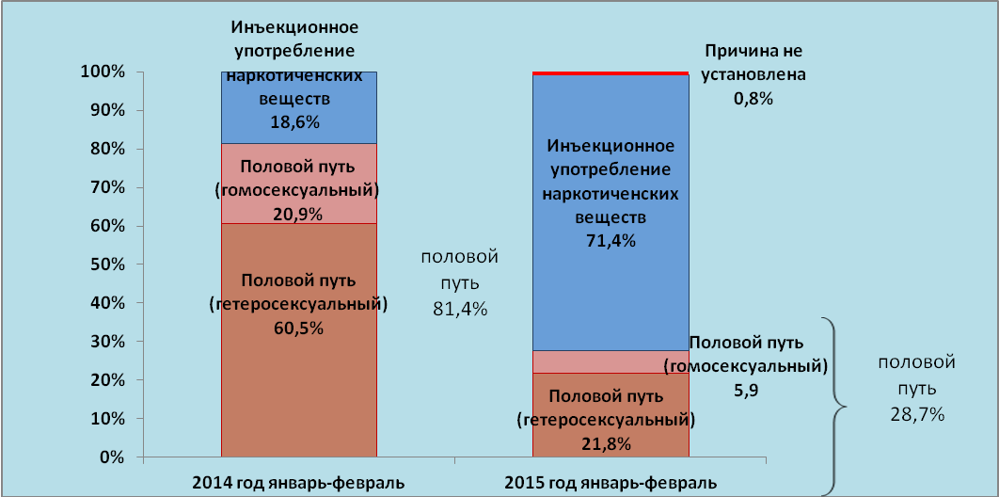 Инъекционное
употребление
наркотиченских
веществ
18,6%
Причина не
установлена
0,8%
100%
90%
80%
70%
60%
50%
40%
30%
20%
10%
0%
Половой путь
(гомосексуальный)
20,9%
Половой путь
(гетеросексуальный)
60,5%
половой
путь
81,4%
Инъекционное
употребление
наркотиченских
веществ
71,4%
Половой путь
(гомосексуальный)
5,9
Половой путь
(гетеросексуальный)
21,8%
половой
путь
28,7%
2014 год январь-февраль
2015 год январь-февраль